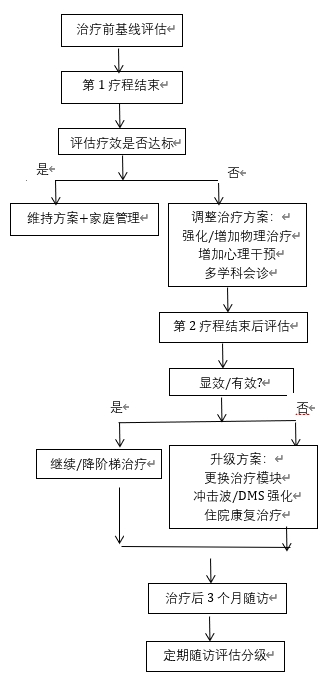 治疗前基线评估
第 1 疗程结束
评估疗效是否达标
是
否
维持方案+家庭管理
调整治疗方案：
强化/增加物理治疗
增加心理干预
多学科会诊
第 2 疗程结束后评估
显效/有效?
是
否
继续/降阶梯治疗
升级方案：
更换治疗模块
冲击波/DMS 强化
住院康复治疗
治疗后 3 个月随访
定期随访评估分级